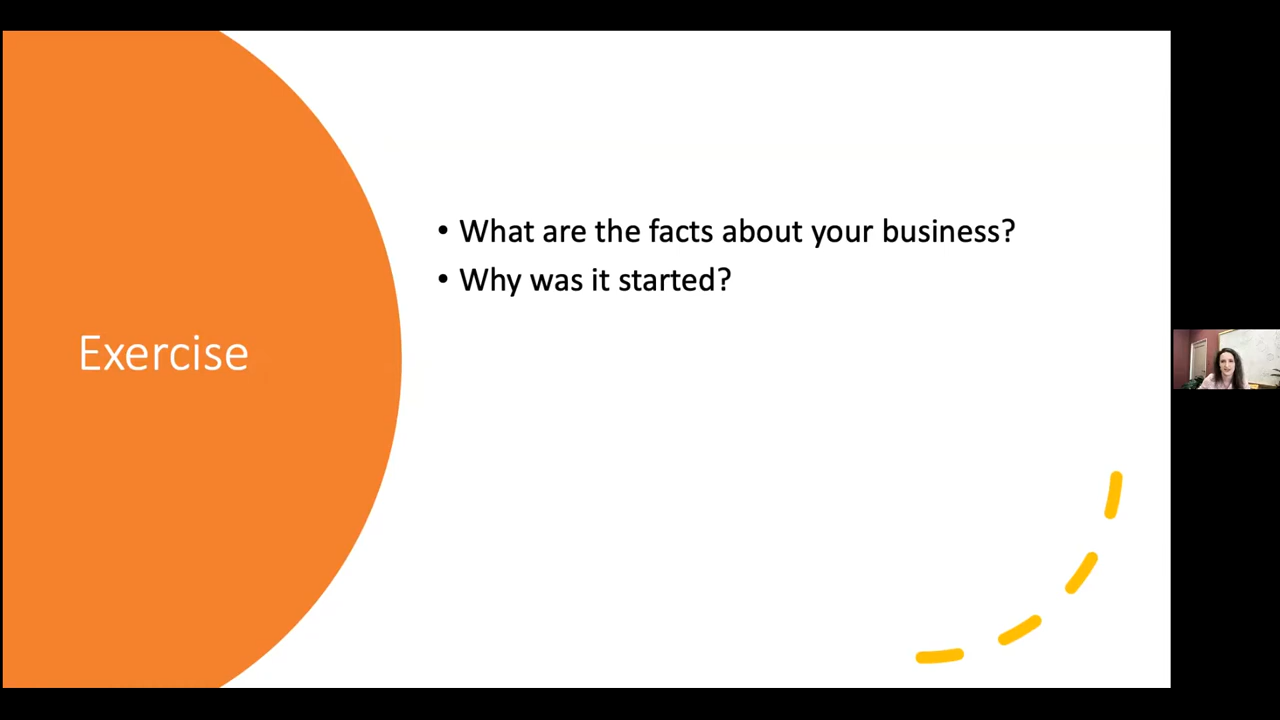 Exercise
• What are the facts about your business?
• Why was it started?